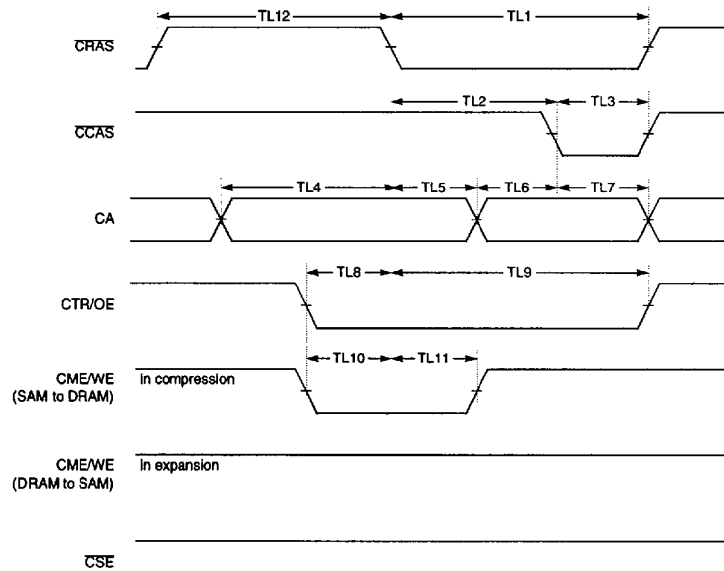 TL12 TL1
CRAS
TL2 TL3
CCAS
TL4 TL5 TL6 TL7
CA
TL8 TL9
CTR/OE
TL10 TL11
CME/WE in compression
(SAM to DRAM)
CME/WE in expansion
(DRAM to SAM)
CSE